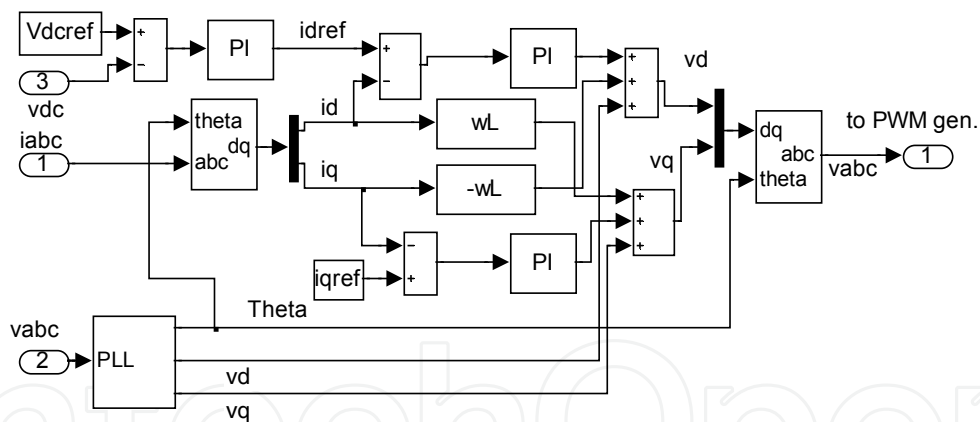 Vdcref
+
−
PI
idref
+
−
PI
+
+
+
vd
3
vdc
iabc
1
theta
abc
dq
id
iq
wL
-wL
vq
+
+
+
dq
abc
theta
to PWM gen.
vabc
1
−
+
PI
iqref
Theta
vabc
2
PLL
vd
vq
ntechOpen